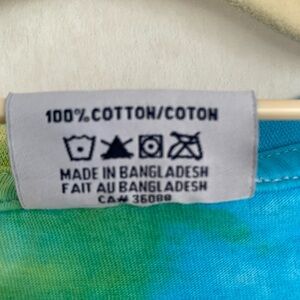 100% COTTON/COTON
MADE IN BANGLADESH
FAIT AU BANGLADESH
CA# 36088